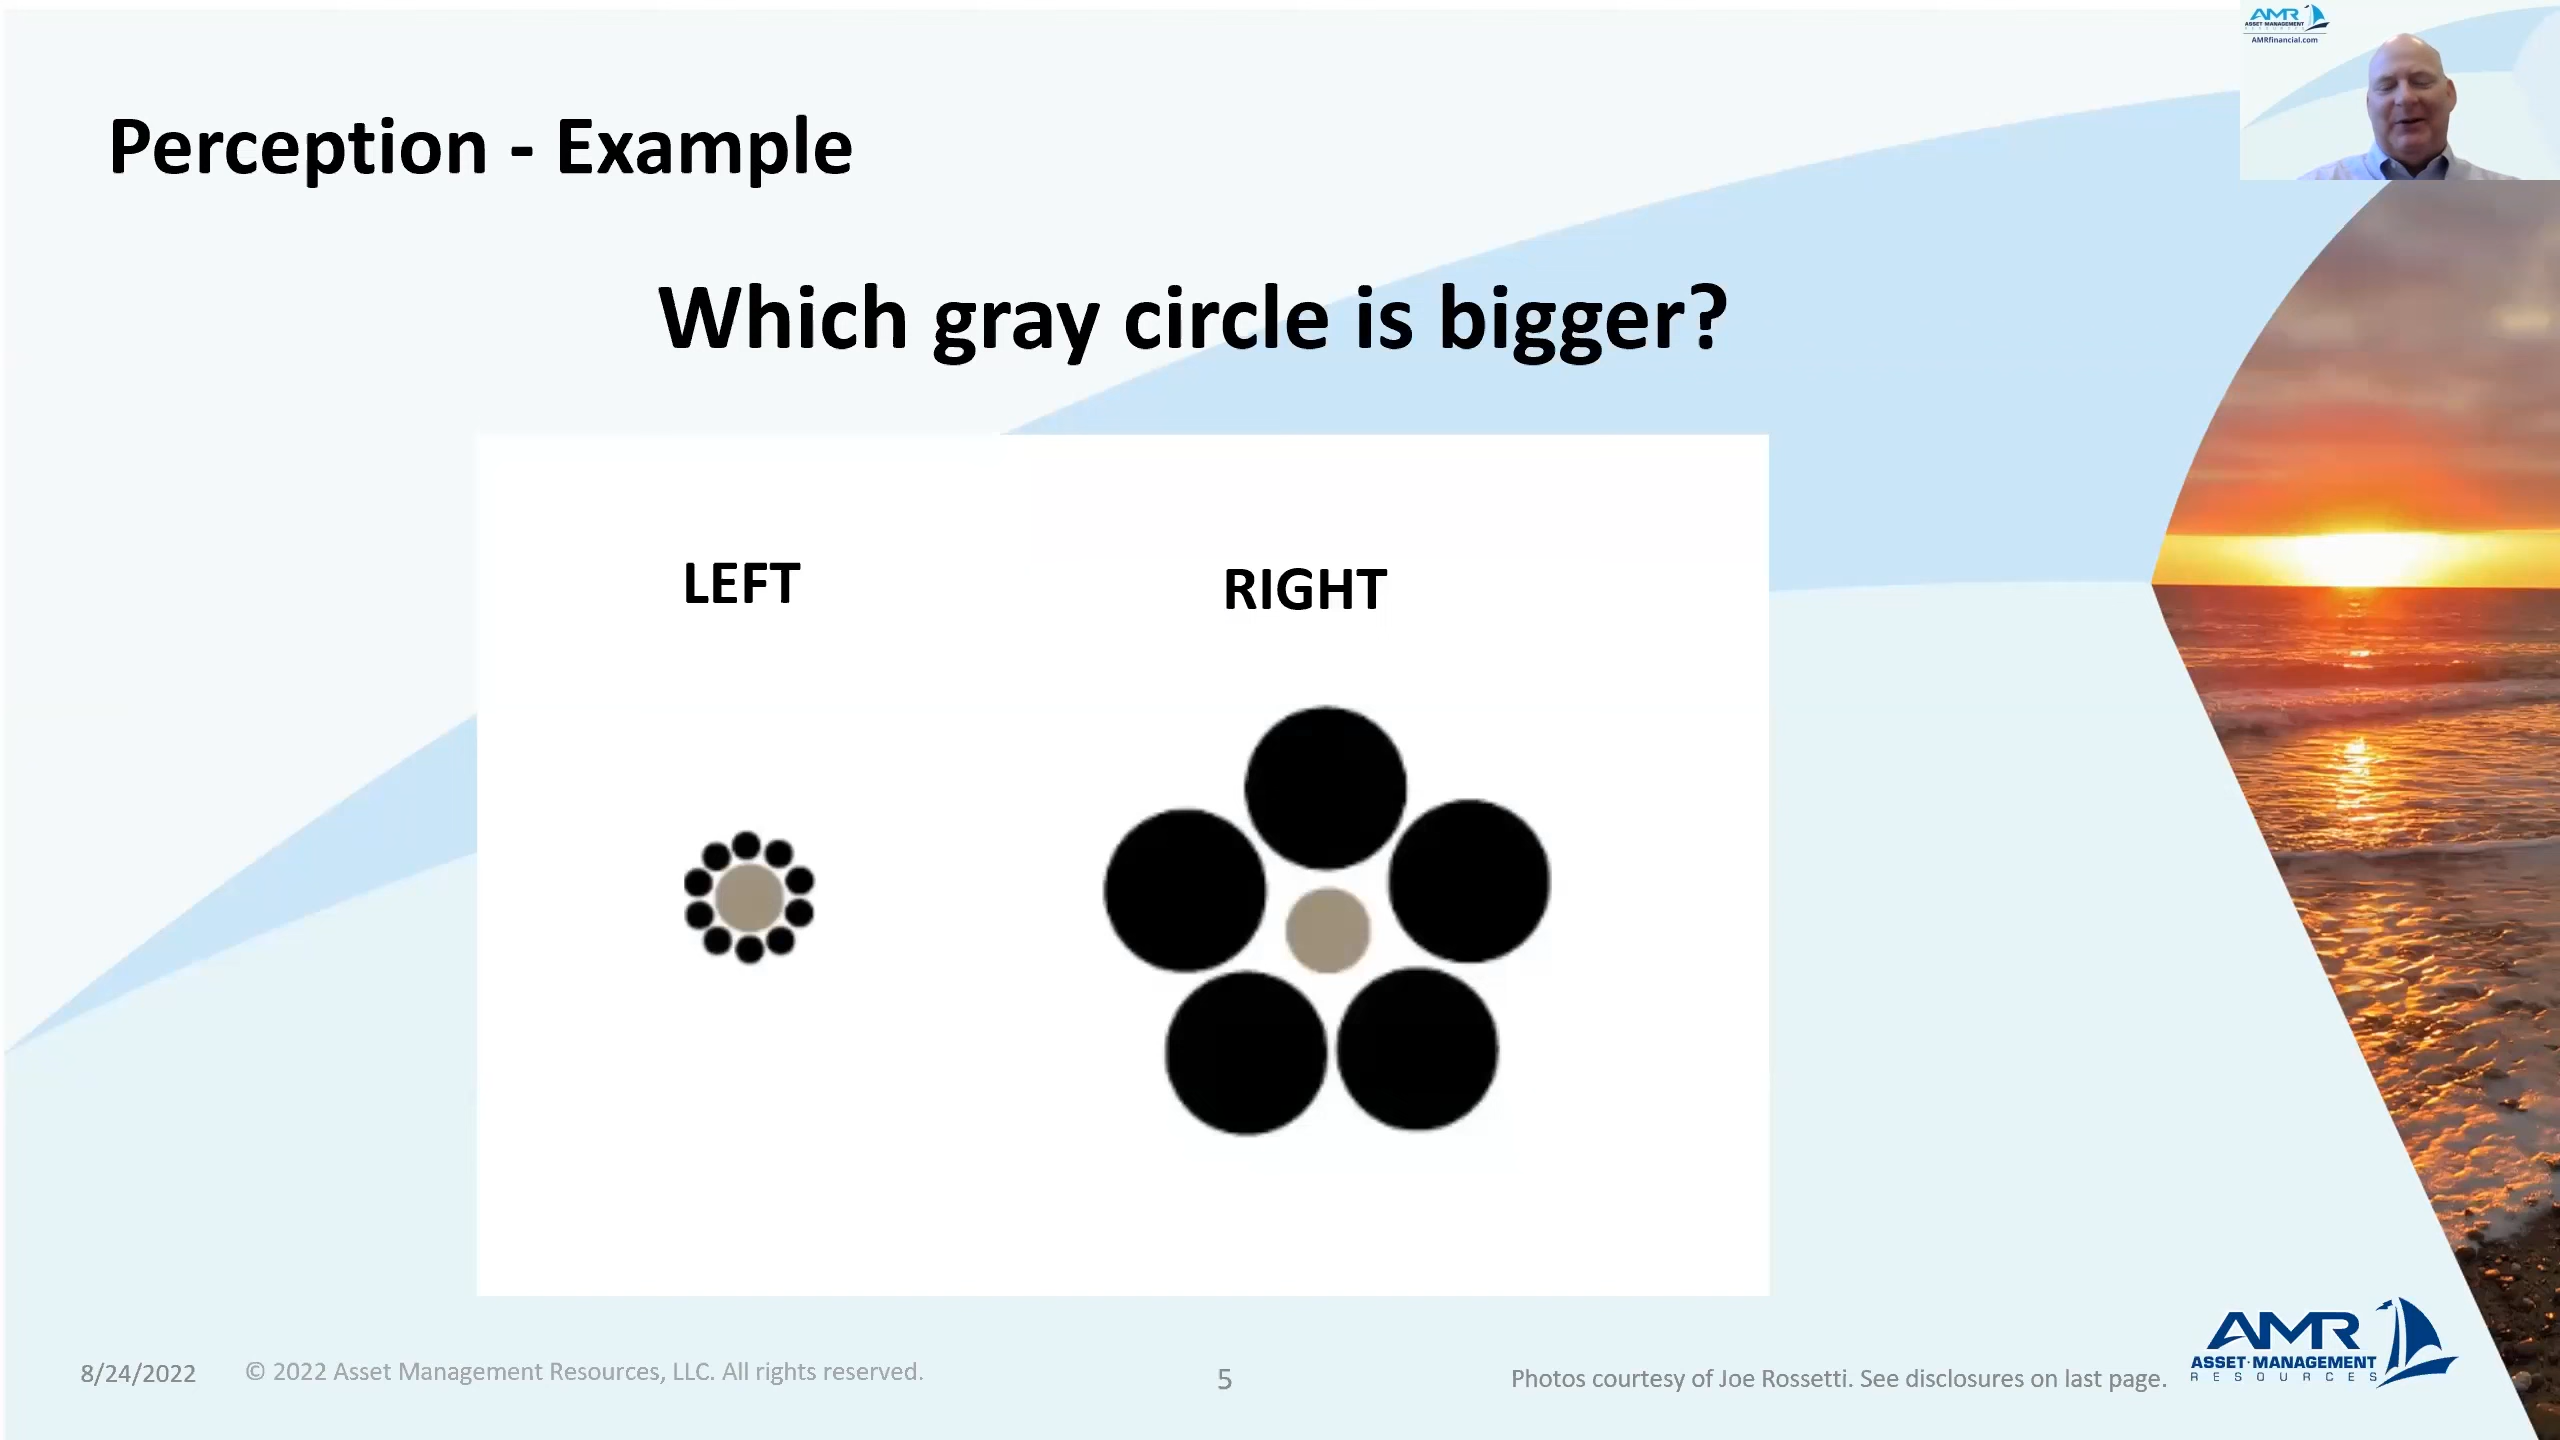 AMR
ASSET MANAGEMENT
RESOURCES
AMRfinancial.com
Perception - Example
Which gray circle is bigger?
LEFT
RIGHT
8/24/2022
© 2022 Asset Management Resources, LLC. All rights reserved.
5
Photos courtesy of Joe Rossetti. See disclosures on last page.
AMR
ASSET·MANAGEMENT
RESOURCES